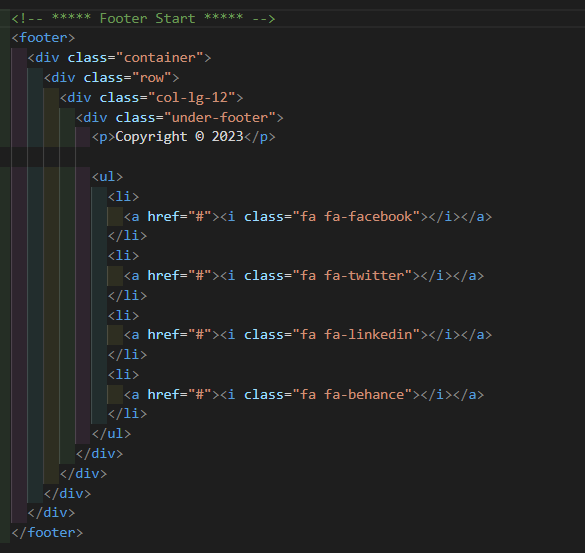 <!-- ***** Footer Start ***** -->
<footer>
<div class="container">
<div class="row">
<div class="col-lg-12">
<div class="under-footer">
<p>Copyright © 2023</p>
<ul>
<li>
<a href="#"><i class="fa fa-facebook"></i></a>
</li>
<li>
<a href="#"><i class="fa fa-twitter"></i></a>
</li>
<li>
<a href="#"><i class="fa fa-linkedin"></i></a>
</li>
<li>
<a href="#"><i class="fa fa-behance"></i></a>
</li>
</ul>
</div>
</div>
</div>
</div>
</footer>